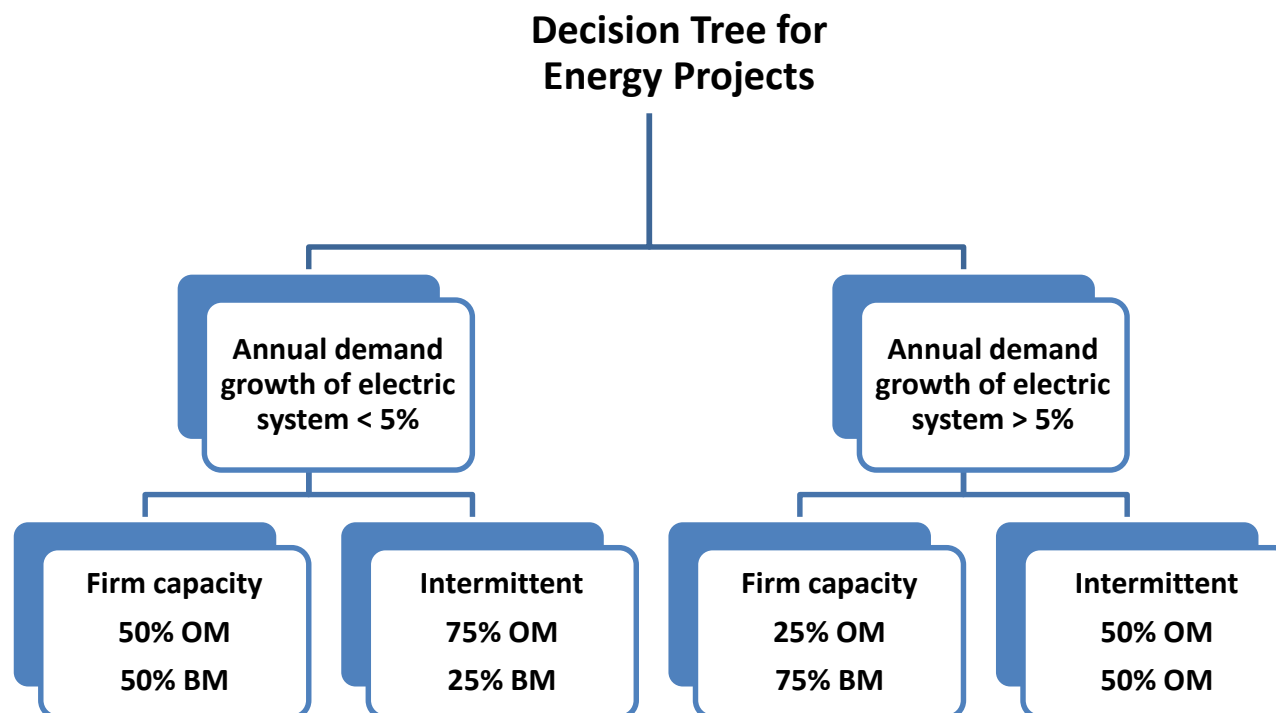 Decision Tree for
Energy Projects
Annual demand
growth of electric
system < 5%
Annual demand
growth of electric
system > 5%
Firm capacity
50% OM
50% BM
Intermittent
75% OM
25% BM
Firm capacity
25% OM
75% BM
Intermittent
50% OM
50% OM